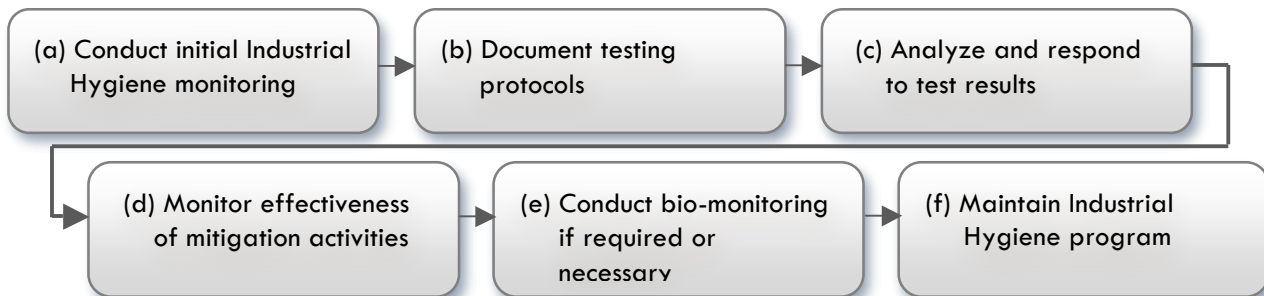 (a) Conduct initial Industrial
Hygiene monitoring
(b) Document testing
protocols
(c) Analyze and respond
to test results
(d) Monitor effectiveness
of mitigation activities
(e) Conduct bio-monitoring
if required or
necessary
(f) Maintain Industrial
Hygiene program